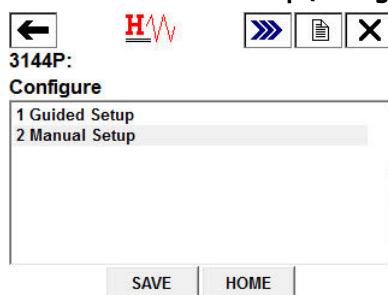 H
3144P:
Configure
1 Guided Setup
2 Manual Setup
SAVE HOME